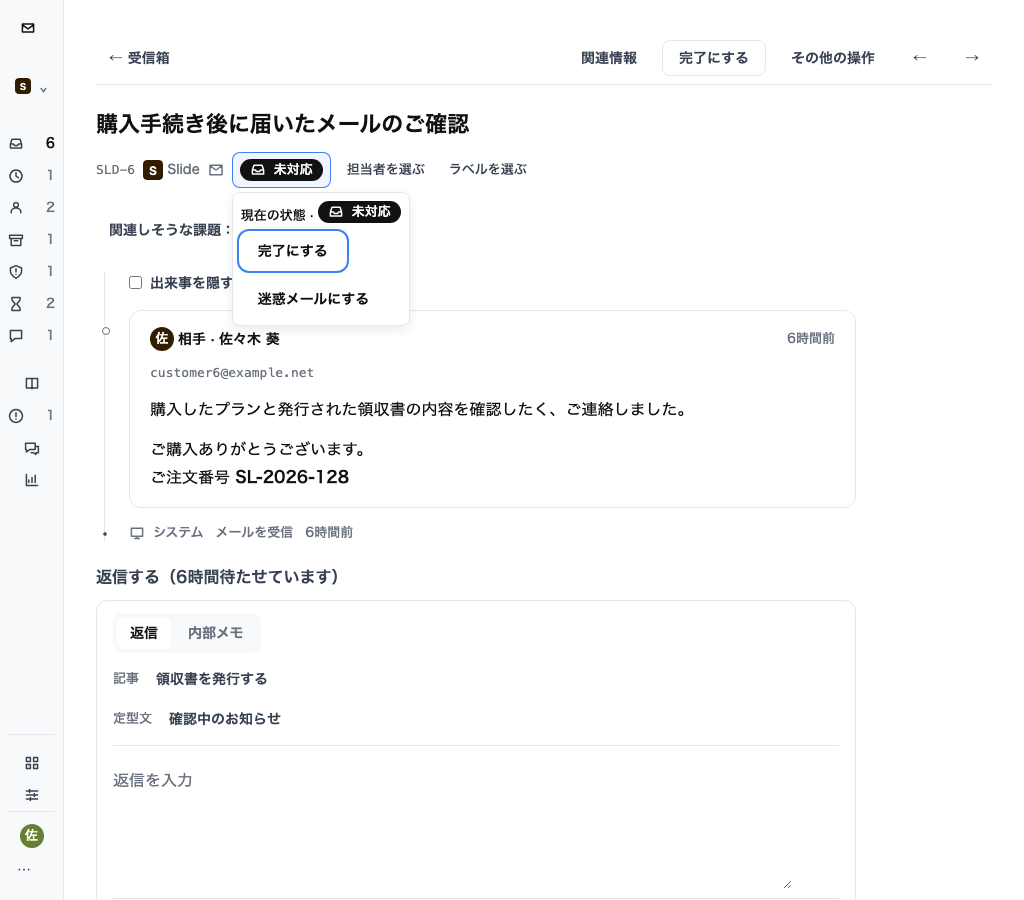 ← 受信箱 関連情報 完了にする その他の操作 ← →
S
購入手続き後に届いたメールのご確認
SLD-6 S Slide 未対応 担当者を選ぶ ラベルを選ぶ
6
1
2
1
1
2
1
1
現在の状態 · 未対応
関連しそうな課題：
完了にする
出来事を隠す
迷惑メールにする
佐 相手 · 佐々木 葵 6時間前
customer6@example.net
購入したプランと発行された領収書の内容を確認したく、ご連絡しました。
ご購入ありがとうございます。
ご注文番号 SL-2026-128
システム メールを受信 6時間前
返信する（6時間待たせています）
返信 内部メモ
記事 領収書を発行する
定型文 確認中のお知らせ
返信を入力
佐
…